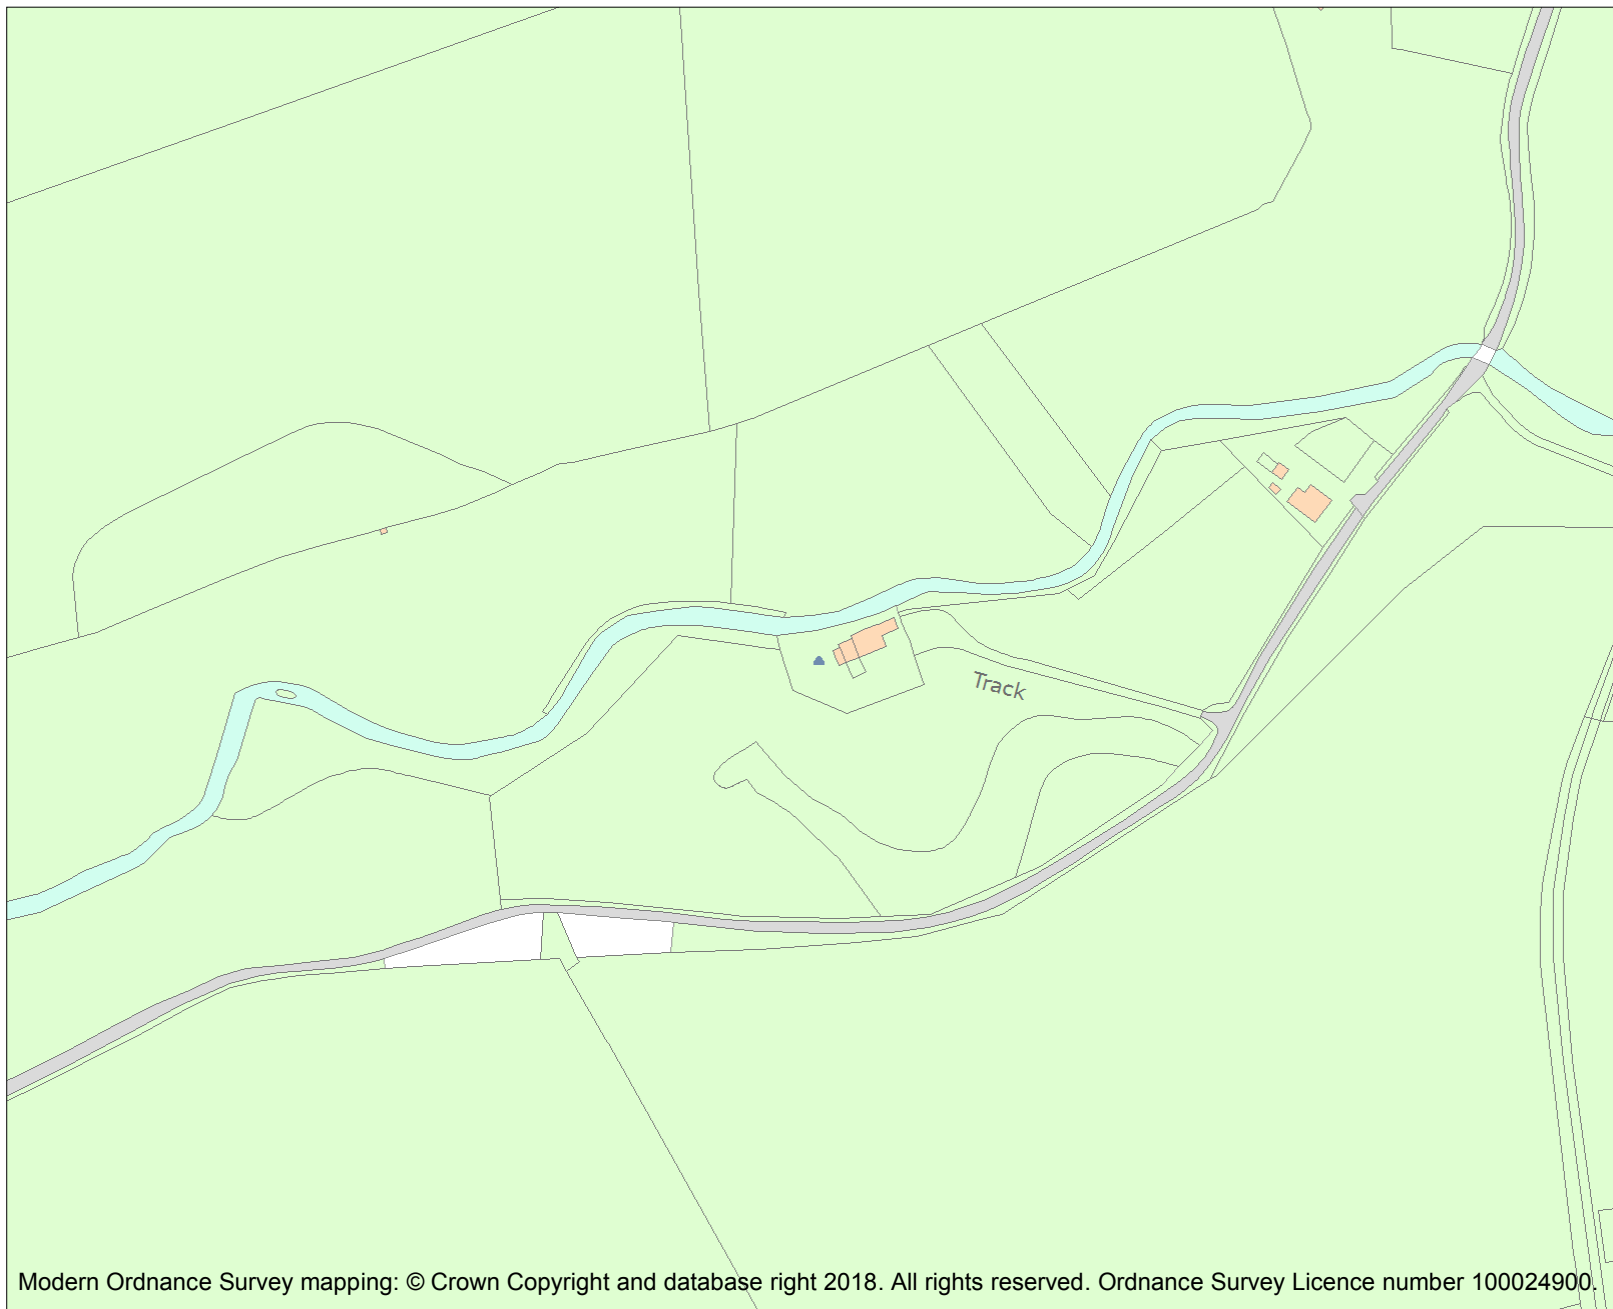 Track
Modern Ordnance Survey mapping: © Crown Copyright and database right 2018. All rights reserved. Ordnance Survey Licence number 100024900.